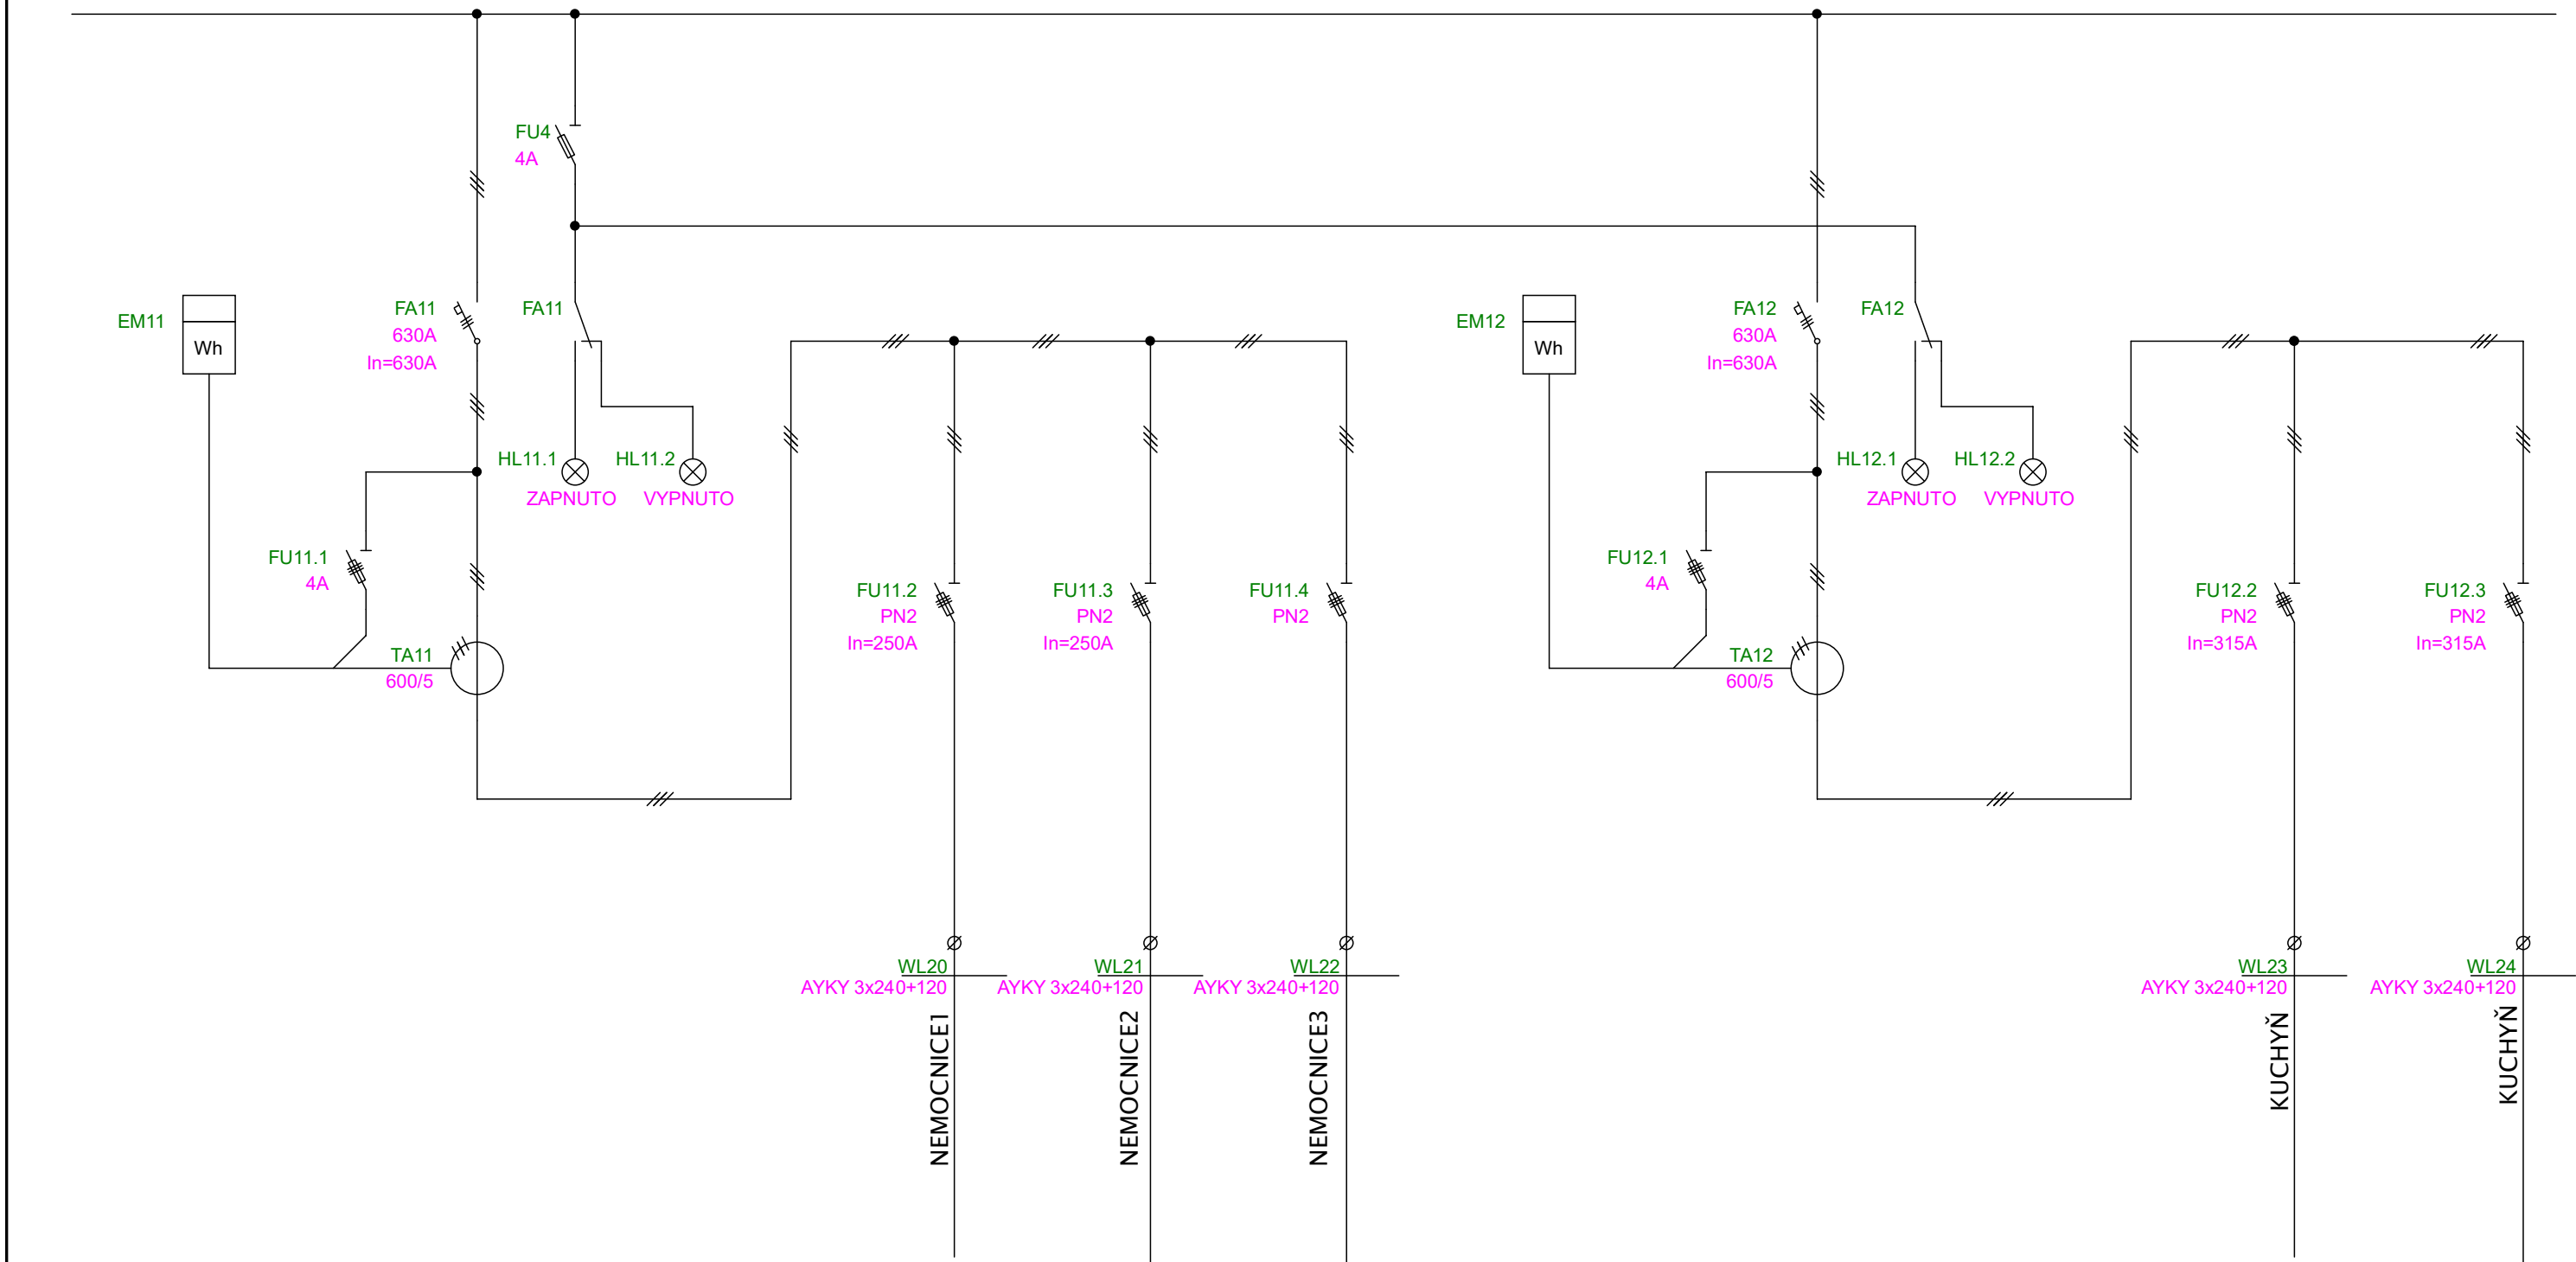 FU4
4A
EM11
Wh
FA11
630A
In=630A
FA11
HL11.1
ZAPNUTO
HL11.2
VYPNUTO
FU11.1
4A
TA11
600/5
FU11.2
PN2
In=250A
FU11.3
PN2
In=250A
FU11.4
PN2
WL20
AYKY 3x240+120
NEMOCNICE1
WL21
AYKY 3x240+120
NEMOCNICE2
WL22
AYKY 3x240+120
NEMOCNICE3
EM12
Wh
FA12
630A
In=630A
FA12
HL12.1
ZAPNUTO
HL12.2
VYPNUTO
FU12.1
4A
TA12
600/5
FU12.2
PN2
In=315A
FU12.3
PN2
In=315A
WL23
AYKY 3x240+120
KUCHYŇ
WL24
AYKY 3x240+120
KUCHYŇ